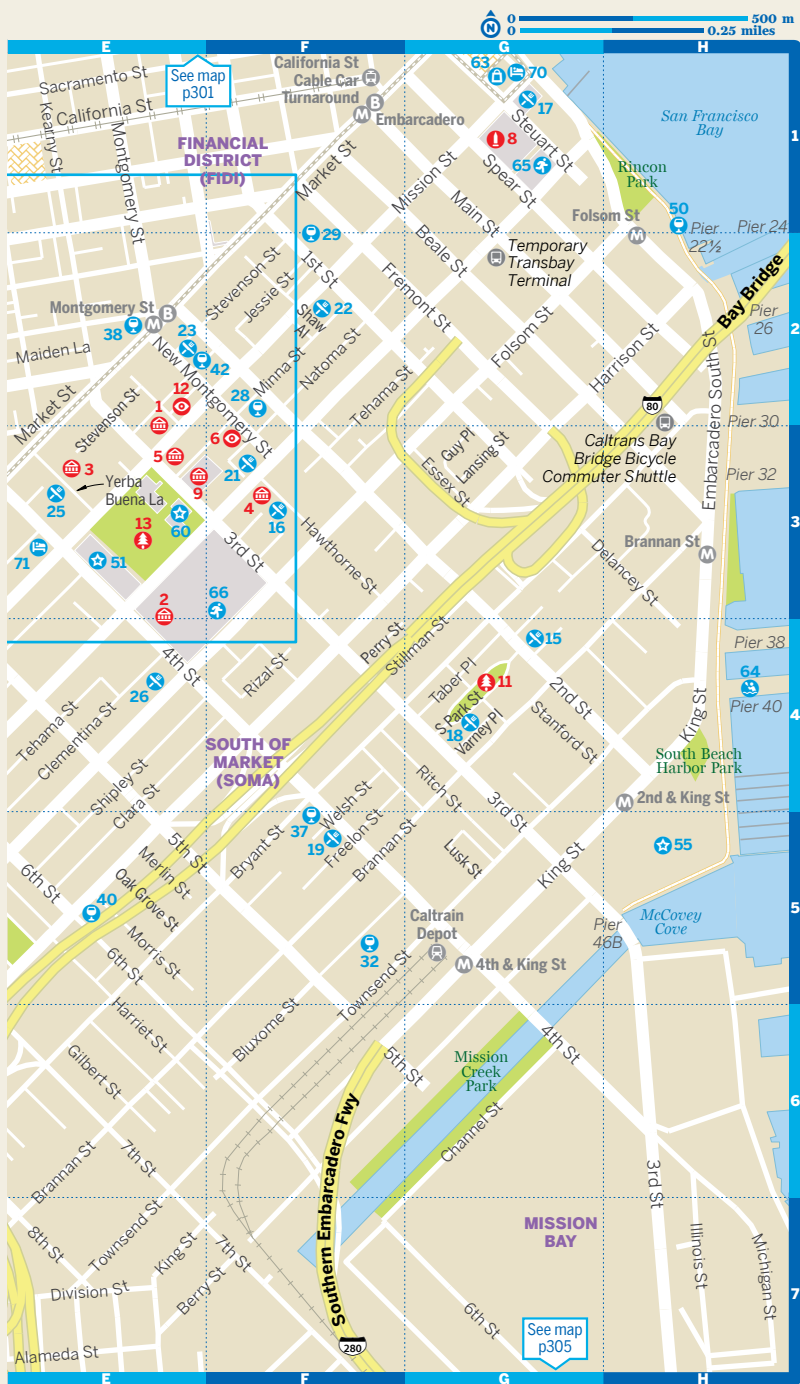 N
0
500 m
0
0.25 miles
E
F
G
H
See map
p301
California St
Cable Car
Turnaround
63
70
17
Sacramento St
California St
Kearny St
Montgomery St
FINANCIAL
DISTRICT
(FIDI)
B
M
Embarcadero
Market St
Mission St
8
Steuart St
65
Spear St
San Francisco
Bay
1
Rincon
Park
Main St
Folsom St
M
50
Pier
22½
Pier 24
29
Beale St
Temporary
Transbay
Terminal
Stevenson St
1st St
Jessie St
Fremont St
Bay Bridge
Montgomery St
B
M
38
22
Shaw
Al
Pier
26
2
Maiden La
23
42
New Montgomery St
Minna St
Natoma St
Folsom St
Harrison St
Embarcadero South St
Market St
Stevenson St
12
1
28
Tehama St
80
6
Pier 30
Guy Pl
Lansing St
Caltrans Bay
Bridge Bicycle
Commuter Shuttle
3
5
21
Essex St
Pier 32
Yerba
Buena La
25
9
4
16
60
13
3
71
51
3rd St
Hawthorne St
Brannan St
M
Delancey St
2
66
Perry St
Stillman St
15
Pier 38
4th St
Rizal St
Taber Pl
11
64
26
S Park St
18
Varney Pl
2nd St
Stanford St
Pier 40
4
King St
Tehama St
Clementina St
SOUTH OF
MARKET
(SOMA)
South Beach
Harbor Park
Shipley St
Clara St
Ritch St
3rd St
M
2nd & King St
37
Welsh St
19
Freelon St
Bryant St
Brannan St
Lusk St
King St
55
5th St
Merlin St
6th St
Oak Grove St
40
Caltrain
Depot
Pier
46B
McCovey
Cove
5
Morris St
32
M
4th & King St
6th St
Townsend St
Harriet St
Bluxome St
4th St
Gilbert St
5th St
Mission
Creek
Park
6
Channel St
Southern Embarcadero Fwy
Brannan St
7th St
3rd St
8th St
Townsend St
King St
7th St
MISSION
BAY
Illinois St
Michigan St
Division St
Berry St
7
6th St
See map
p305
280
Alameda St
E
F
G
H